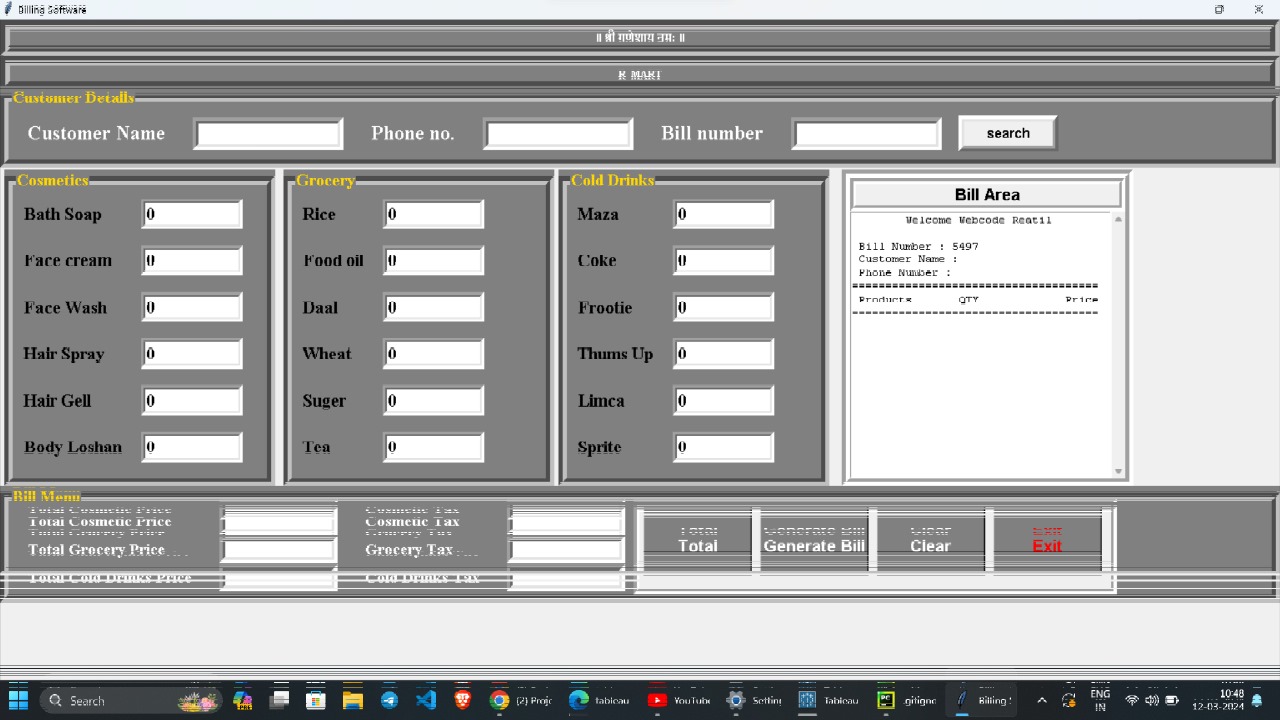 Billing Software
॥ श्री गणेशाय नमः ॥
R MART
Customer Details
Customer Name Phone no. Bill number search
Cosmetics Grocery Cold Drinks
Bill Area
Bath Soap 0 Rice 0 Maza 0
Face cream 0 Food oil 0 Coke 0
Face Wash 0 Daal 0 Frootie 0
Hair Spray 0 Wheat 0 Thums Up 0
Hair Gell 0 Suger 0 Limca 0
Body Loshan 0 Tea 0 Sprite 0
Welcome Webcode Reatil
Bill Number : 5497
Customer Name :
Phone Number :
=====================================
Products QTY Price
=====================================
Bill Menu
Total Cosmetic Price Cosmetic Tax
Total Grocery Price Grocery Tax
Total Cold Drinks Price Cold Drinks Tax
Total Generate Bill Clear Exit
Search (2) Pro tableau YouTube Settin Tableau .gitigno Billing ENG IN 10:48 12-03-2024